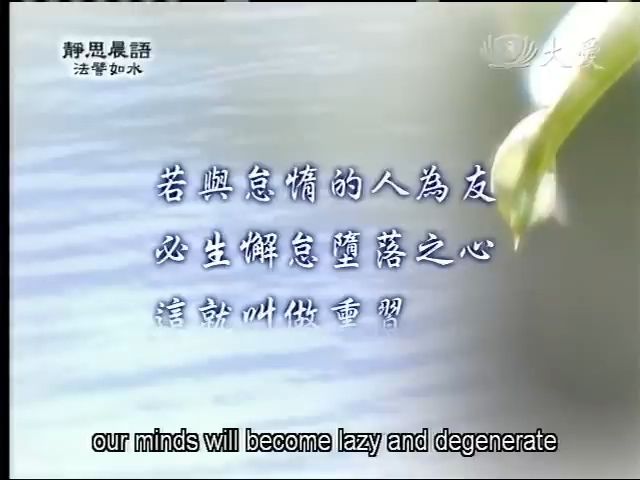 靜思晨語
法譬如水
大愛
若與怠惰的人為友
必生懈怠墮落之心
這就叫做重習
our minds will become lazy and degenerate